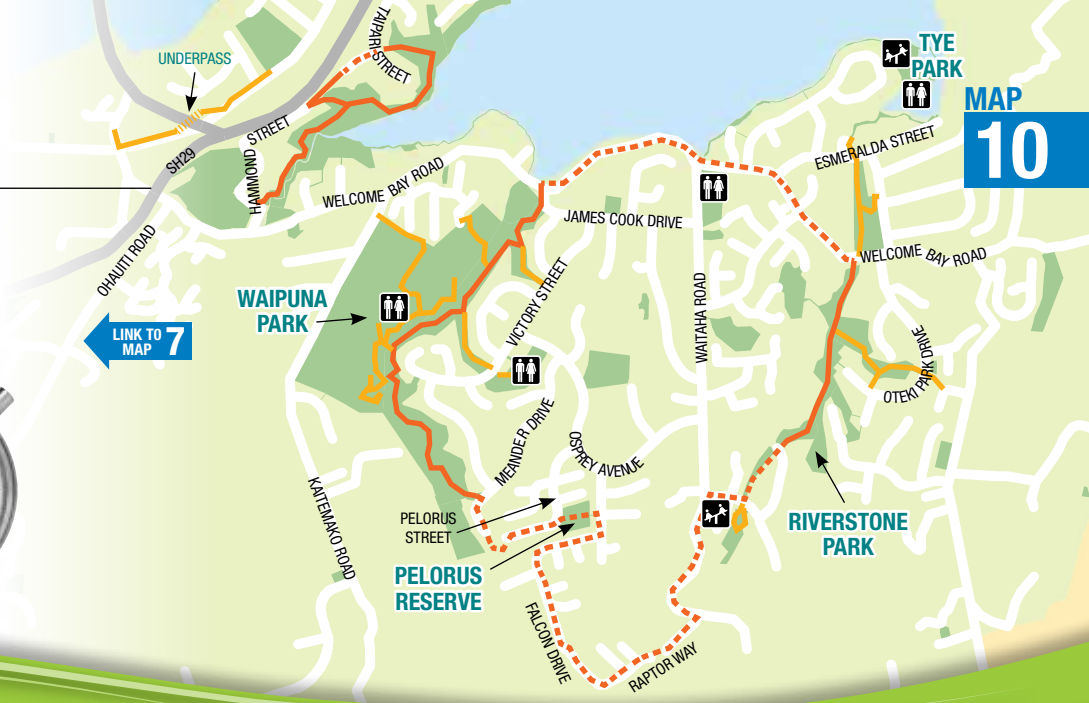 TAIPARI STREET
UNDERPASS
TYE
PARK
MAP
10
HAMMOND STREET
SH29
ESMERALDA STREET
WELCOME BAY ROAD
JAMES COOK DRIVE
OHAUITI ROAD
WELCOME BAY ROAD
WAIPUNA
PARK
VICTORY STREET
WAITAHA ROAD
LINK TO
MAP 7
OTEKI PARK DRIVE
MEANDER DRIVE
OSPREY AVENUE
KAITEMAKO ROAD
PELORUS
STREET
RIVERSTONE
PARK
PELORUS
RESERVE
FALCON DRIVE
RAPTOR WAY